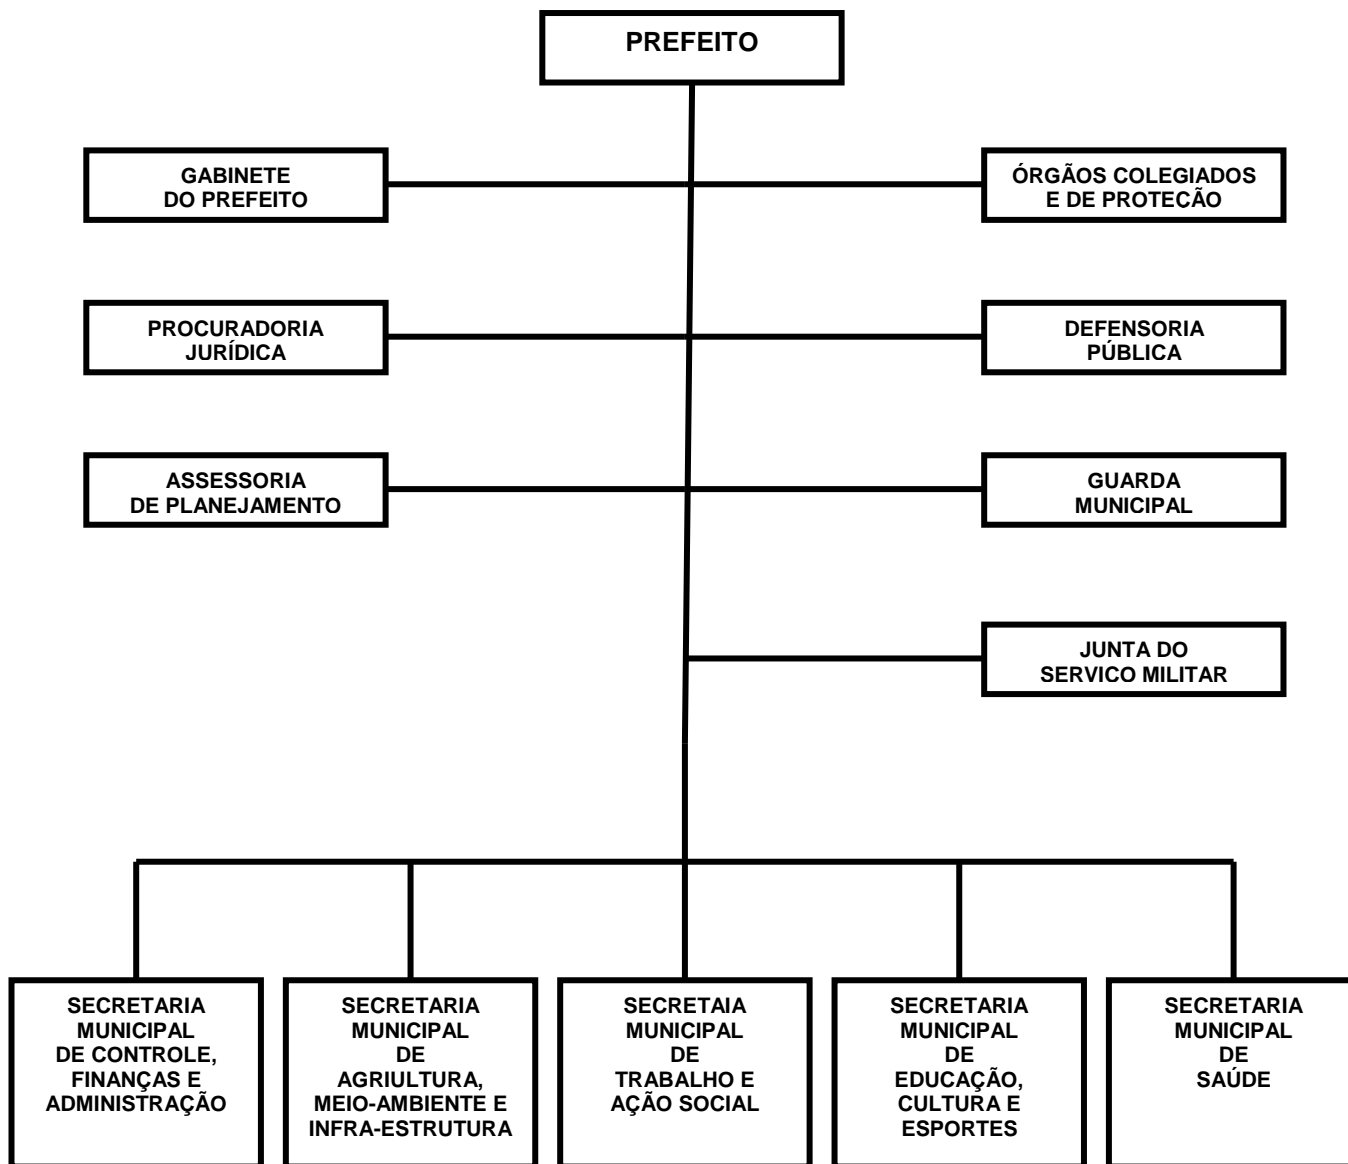 PREFEITO
GABINETE
DO PREFEITO
ÓRGÃOS COLEGIADOS
E DE PROTEÇÃO
PROCURADORIA
JURÍDICA
DEFENSORIA
PÚBLICA
ASSESSORIA
DE PLANEJAMENTO
GUARDA
MUNICIPAL
JUNTA DO
SERVICO MILITAR
SECRETARIA
MUNICIPAL
DE CONTROLE,
FINANÇAS E
ADMINISTRAÇÃO
SECRETARIA
MUNICIPAL
DE
AGRIULTURA,
MEIO-AMBIENTE E
INFRA-ESTRUTURA
SECRETAIA
MUNICIPAL
DE
TRABALHO E
AÇÃO SOCIAL
SECRETARIA
MUNICIPAL
DE
EDUCAÇÃO,
CULTURA E
ESPORTES
SECRETARIA
MUNICIPAL
DE
SAÚDE